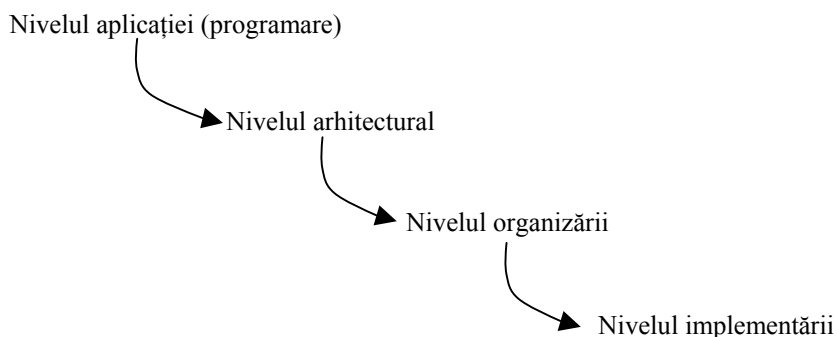 Nivelul aplicației (programare)
Nivelul arhitectural
Nivelul organizării
Nivelul implementării